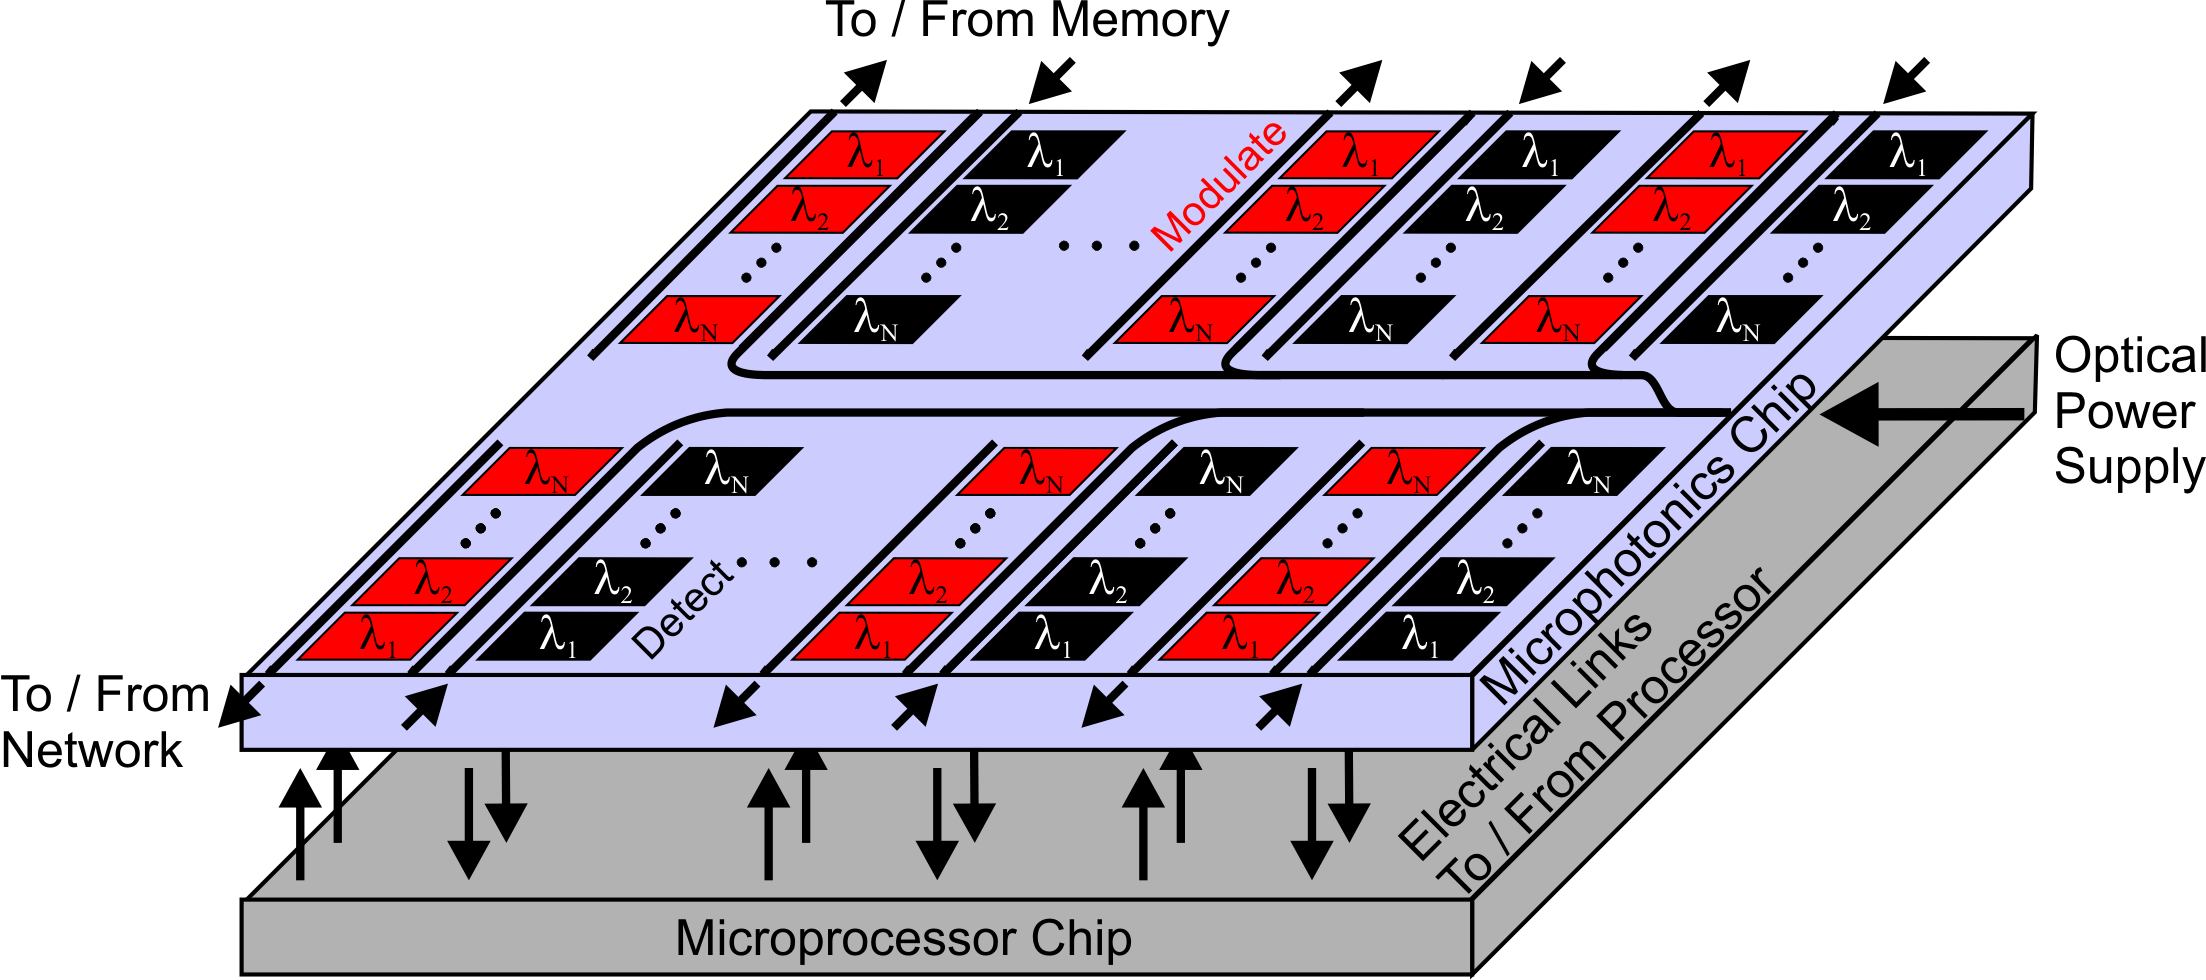 To / From Memory
λ1 λ1 λ1 λ1 λ1 λ1
λ2 λ2 λ2 λ2 λ2 λ2
Modulate
λN λN λN λN λN λN
Optical
Power
Supply
λN λN λN λN λN λN
λ2 λ2 λ2 λ2 λ2 λ2
λ1 λ1 λ1 λ1 λ1 λ1
Detect
Microphotonics Chip
Electrical Links
To / From Processor
To / From
Network
Microprocessor Chip